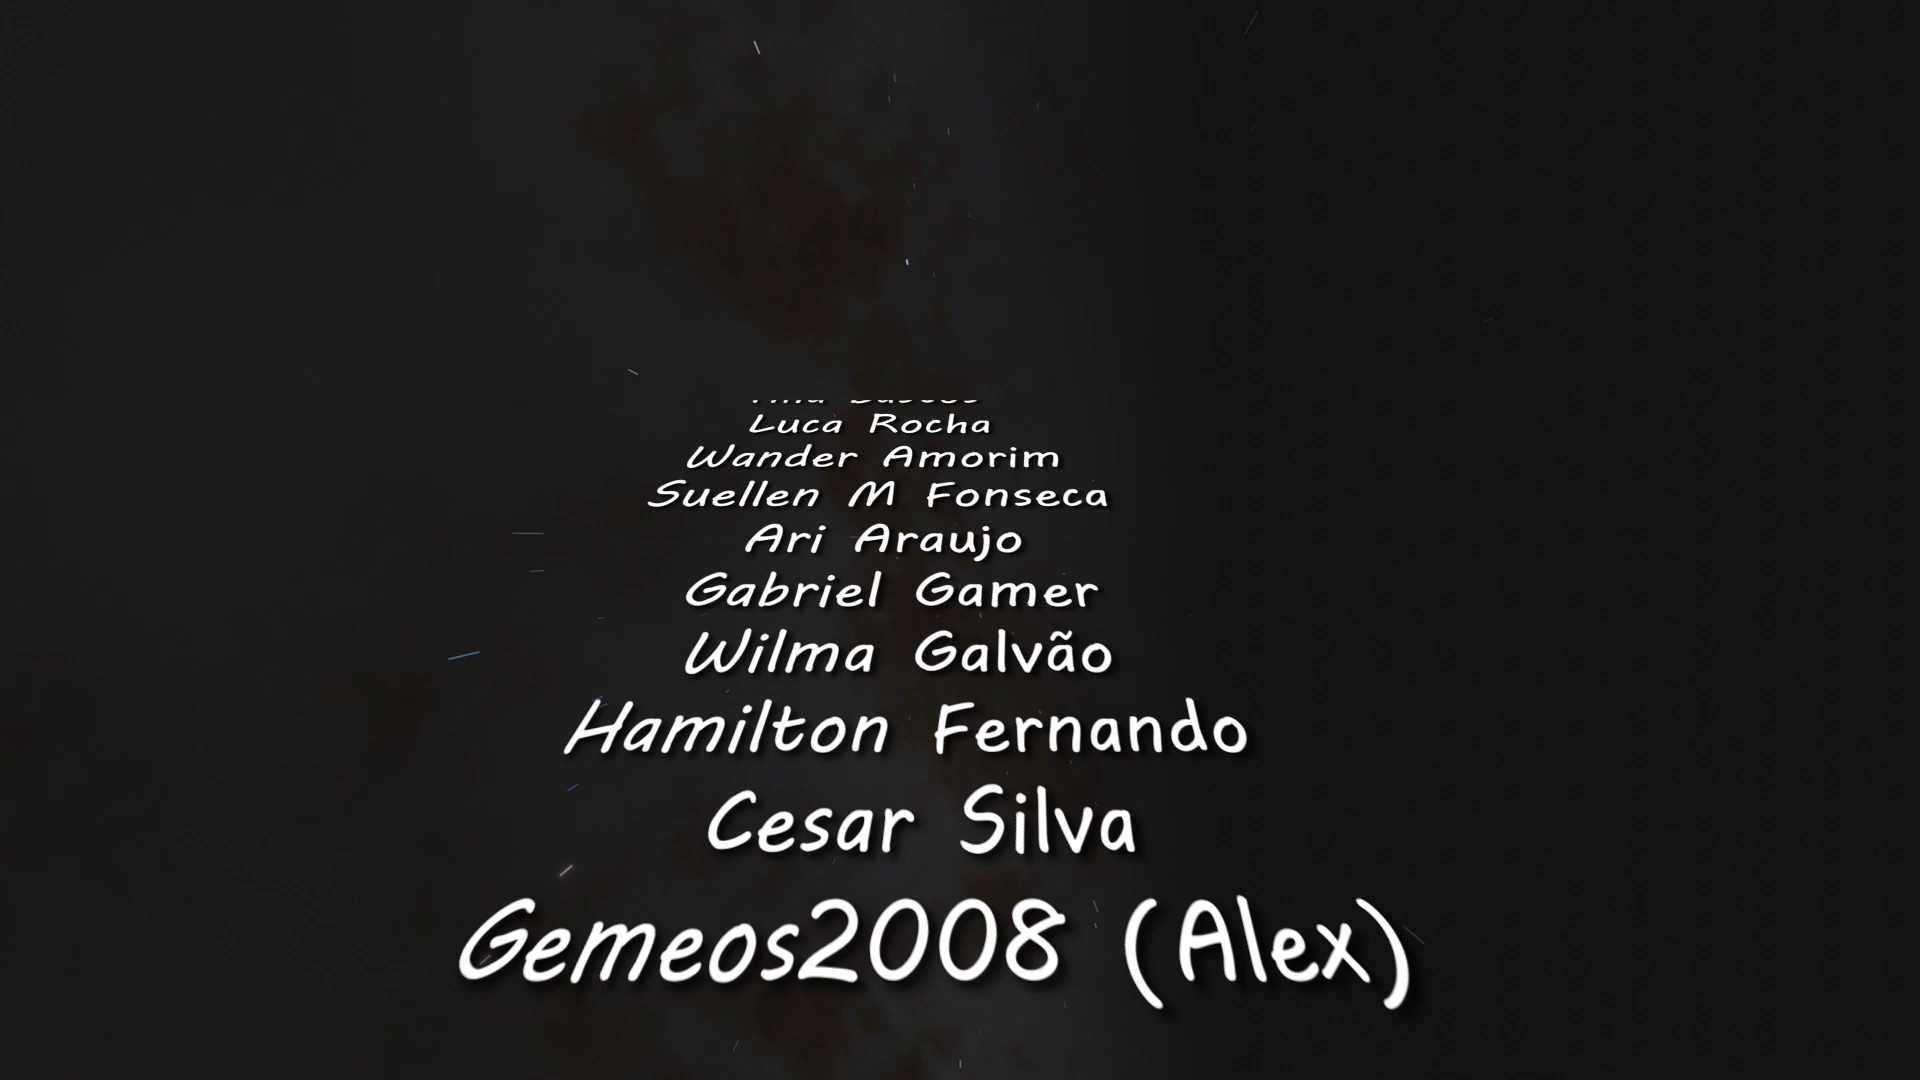 Luca Rocha
Wander Amorim
Suellen M Fonseca
Ari Araujo
Gabriel Gamer
Wilma Galvão
Hamilton Fernando
Cesar Silva
Gemeos2008 (Alex)